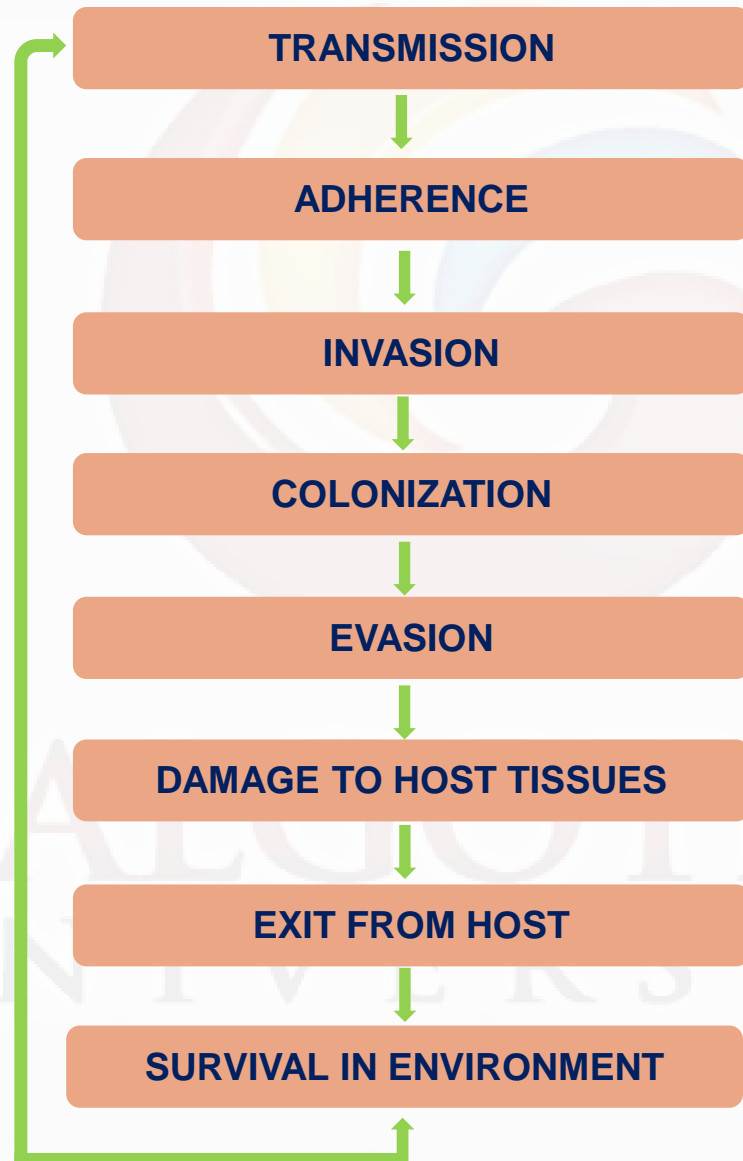 TRANSMISSION
ADHERENCE
INVASION
COLONIZATION
EVASION
DAMAGE TO HOST TISSUES
EXIT FROM HOST
SURVIVAL IN ENVIRONMENT